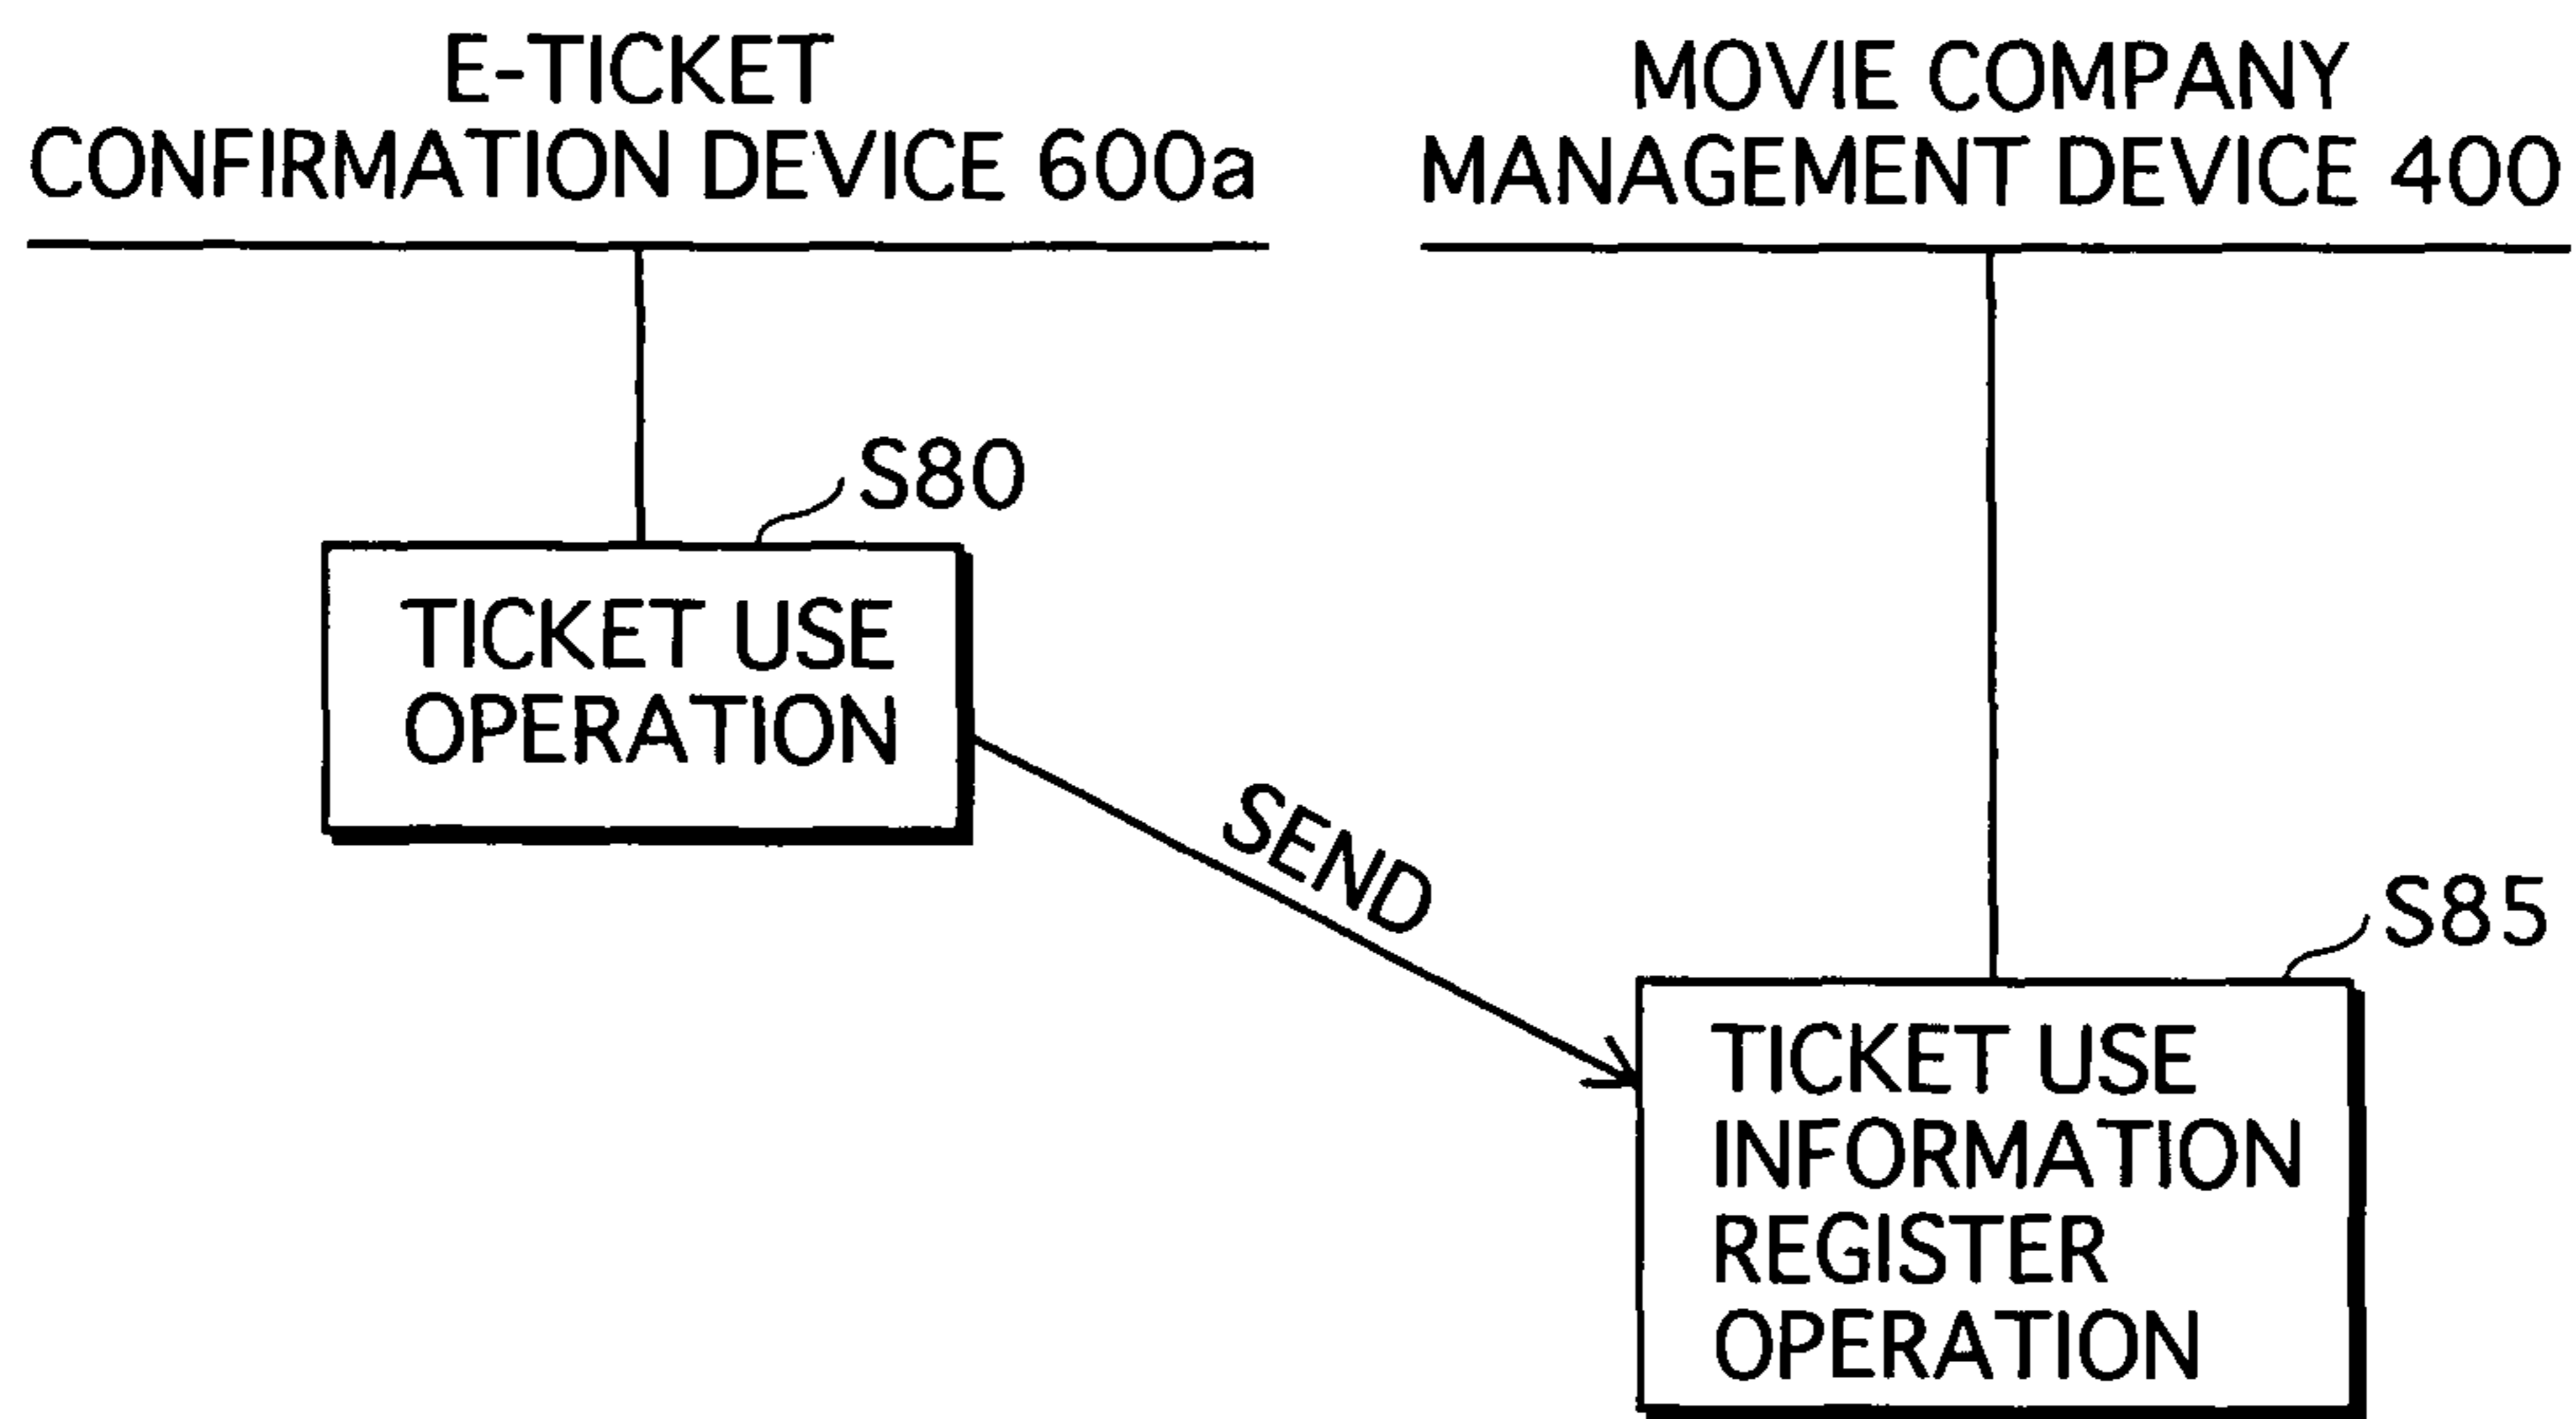 E-TICKET
CONFIRMATION DEVICE 600a
MOVIE COMPANY
MANAGEMENT DEVICE 400
S80
TICKET USE
OPERATION
SEND
S85
TICKET USE
INFORMATION
REGISTER
OPERATION